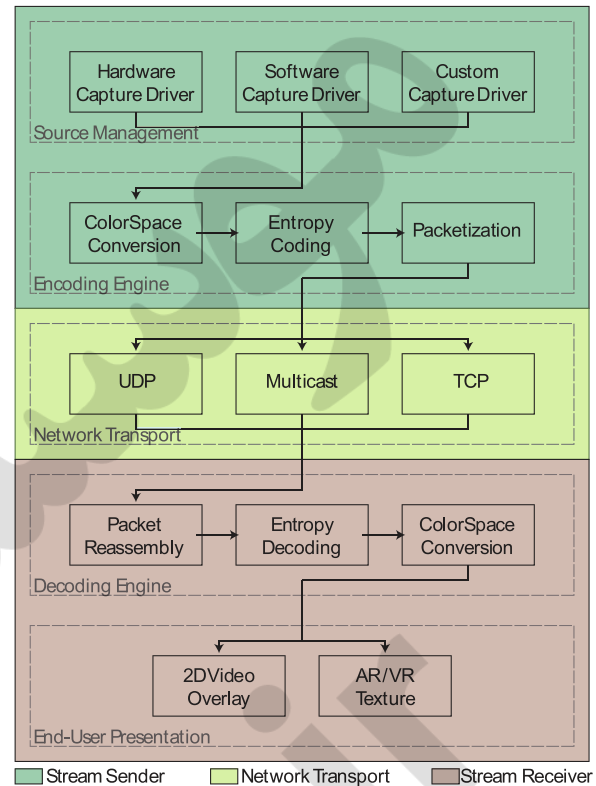 Hardware
Capture Driver
Software
Capture Driver
Custom
Capture Driver
Source Management
ColorSpace
Conversion
Entropy
Coding
Packetization
Encoding Engine
UDP
Multicast
TCP
Network Transport
Packet
Reassembly
Entropy
Decoding
ColorSpace
Conversion
Decoding Engine
2DVideo
Overlay
AR/VR
Texture
End-User Presentation
Stream Sender
Network Transport
Stream Receiver